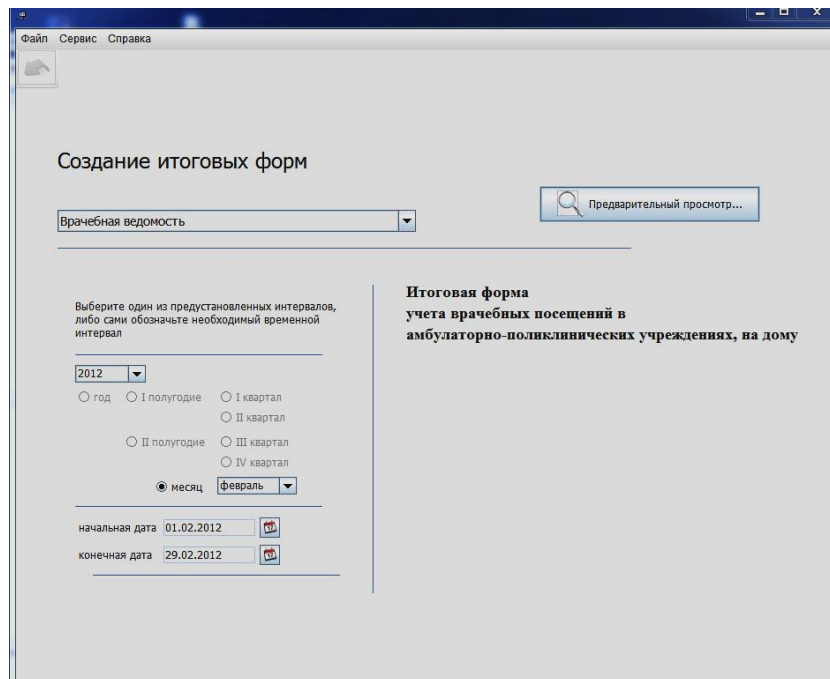 Файл Сервис Справка
Создание итоговых форм
Врачебная ведомость
Предварительный просмотр...
Выберите один из предустановленных интервалов,
либо сами обозначьте необходимый временной
интервал
Итоговая форма
учета врачебных посещений в
амбулаторно-поликлинических учреждениях, на дому
2012
год I полугодие I квартал
II квартал
II полугодие III квартал
IV квартал
месяц февраль
начальная дата 01.02.2012
конечная дата 29.02.2012